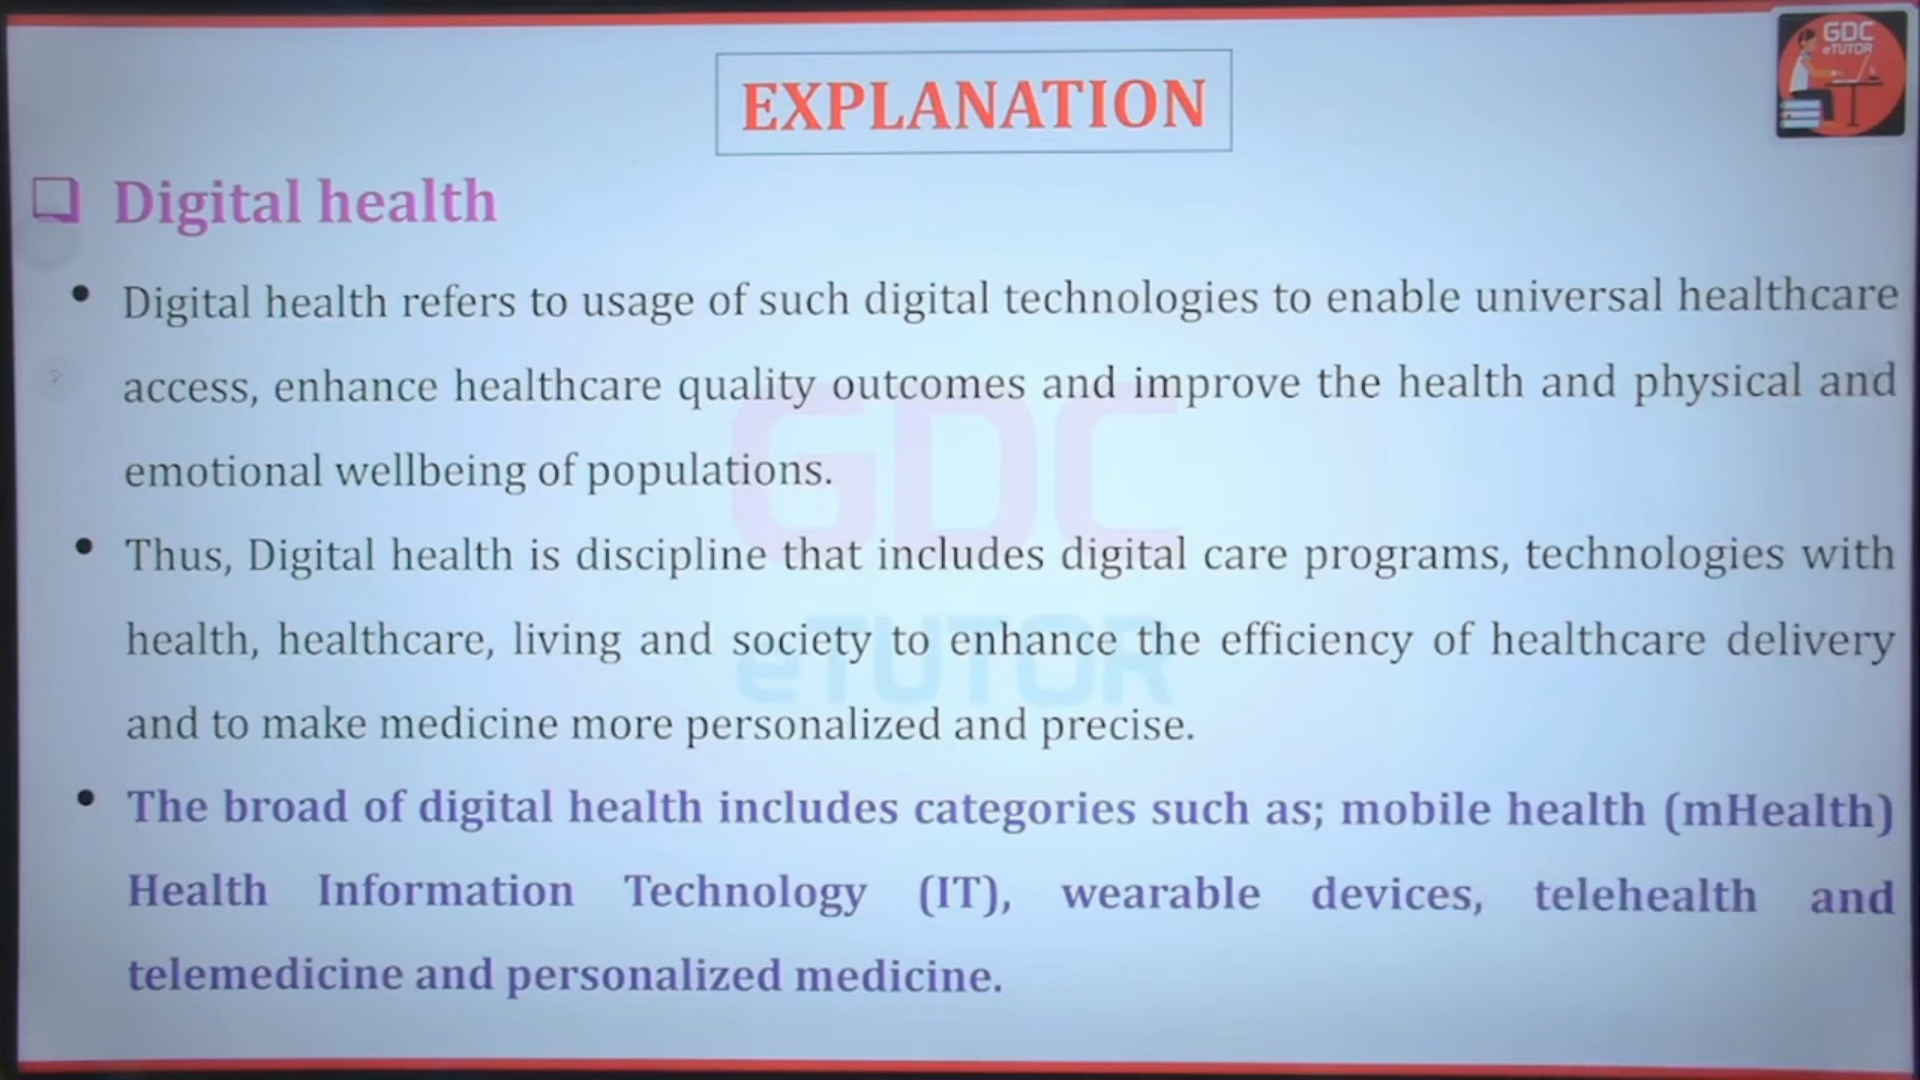 GDC
eTUTOR
EXPLANATION
Digital health
• Digital health refers to usage of such digital technologies to enable universal healthcare
access, enhance healthcare quality outcomes and improve the health and physical and
emotional wellbeing of populations.
• Thus, Digital health is discipline that includes digital care programs, technologies with
health, healthcare, living and society to enhance the efficiency of healthcare delivery
and to make medicine more personalized and precise.
• The broad of digital health includes categories such as; mobile health (mHealth)
Health Information Technology (IT), wearable devices, telehealth and
telemedicine and personalized medicine.
GDC
eTUTOR